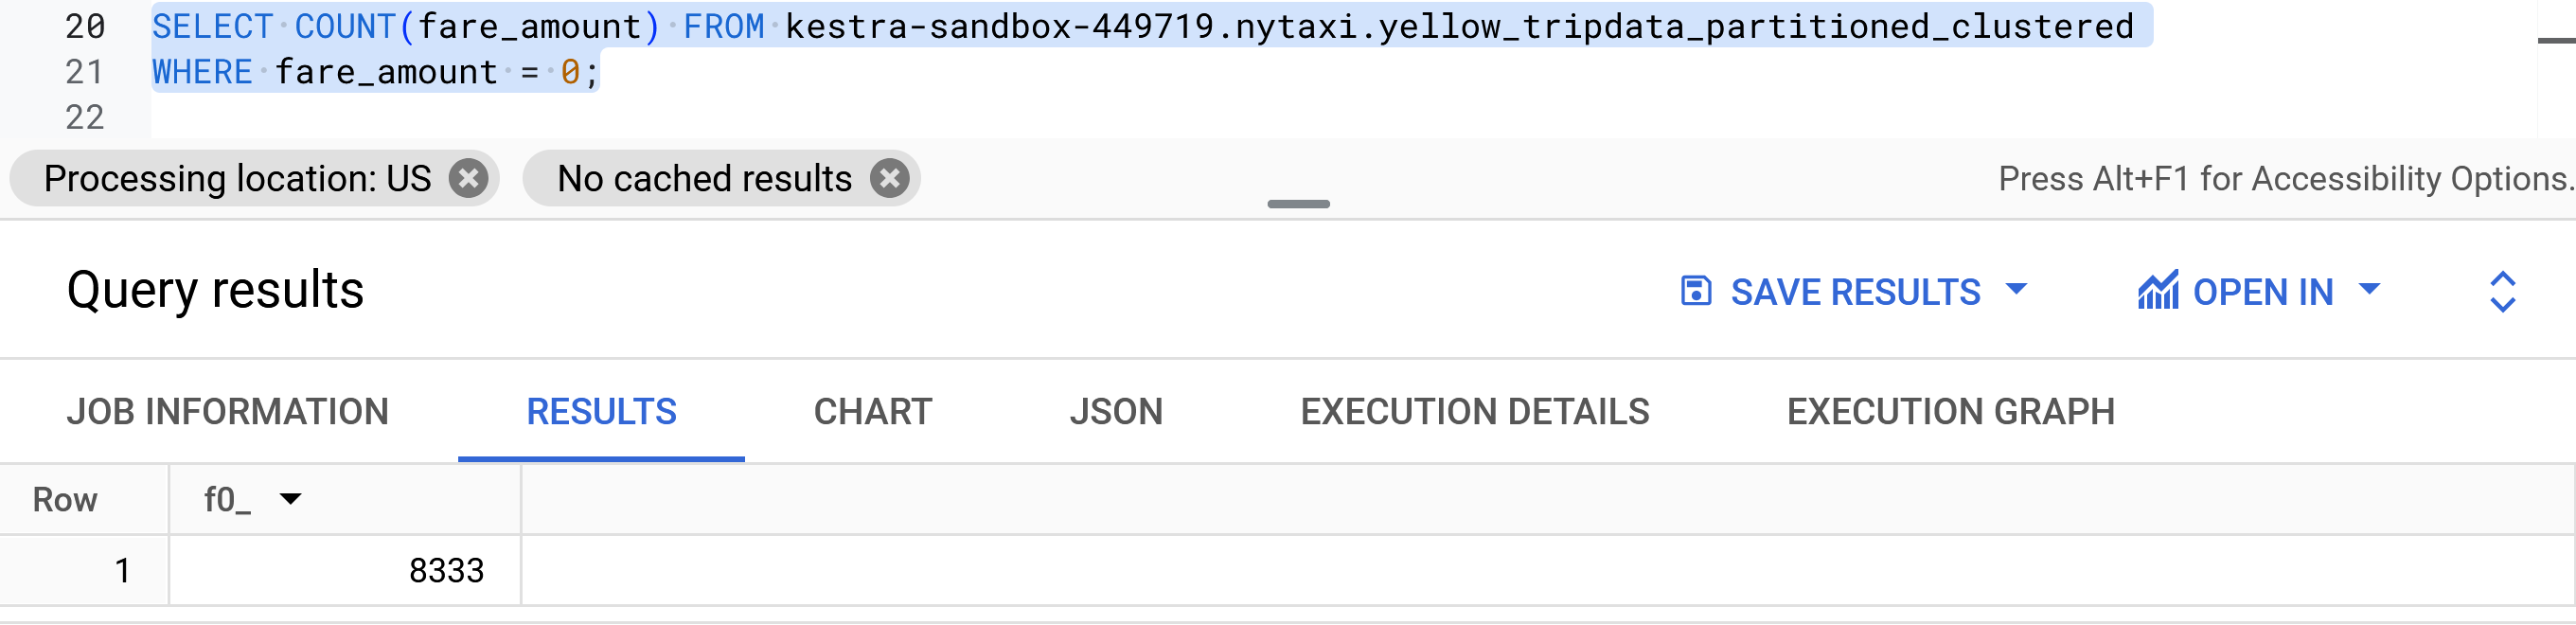 20 SELECT COUNT(fare_amount) FROM kestra-sandbox-449719.nytaxi.yellow_tripdata_partitioned_clustered
21 WHERE fare_amount = 0;
22
Processing location: US No cached results Press Alt+F1 for Accessibility Options.
Query results SAVE RESULTS OPEN IN
JOB INFORMATION RESULTS CHART JSON EXECUTION DETAILS EXECUTION GRAPH
Row f0_
1 8333